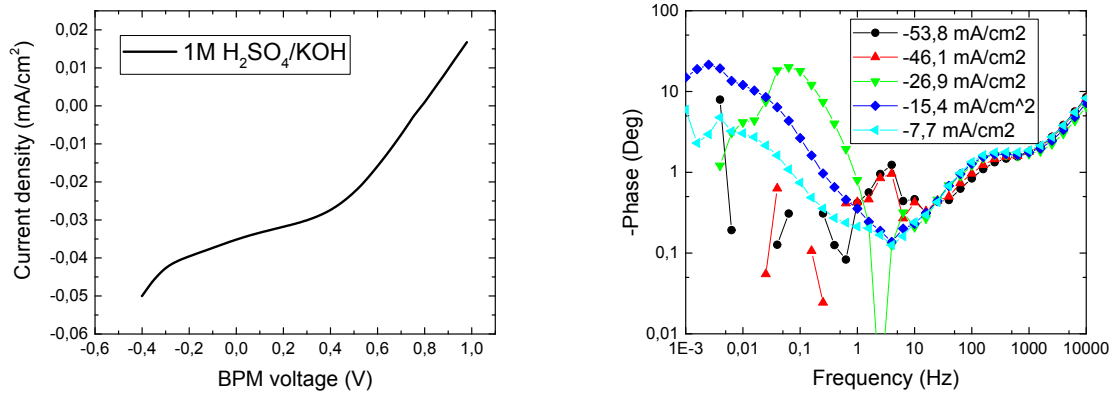 0,02
0,01
0,00
-0,01
-0,02
-0,03
-0,04
-0,05
-0,06
Current density (mA/cm²)
1M H₂SO₄/KOH
-0,6 -0,4 -0,2 0,0 0,2 0,4 0,6 0,8 1,0
BPM voltage (V)
100
10
1
0,1
0,01
-Phase (Deg)
-53,8 mA/cm2
-46,1 mA/cm2
-26,9 mA/cm2
-15,4 mA/cm^2
-7,7 mA/cm2
1E-3 0,01 0,1 1 10 100 1000 10000
Frequency (Hz)